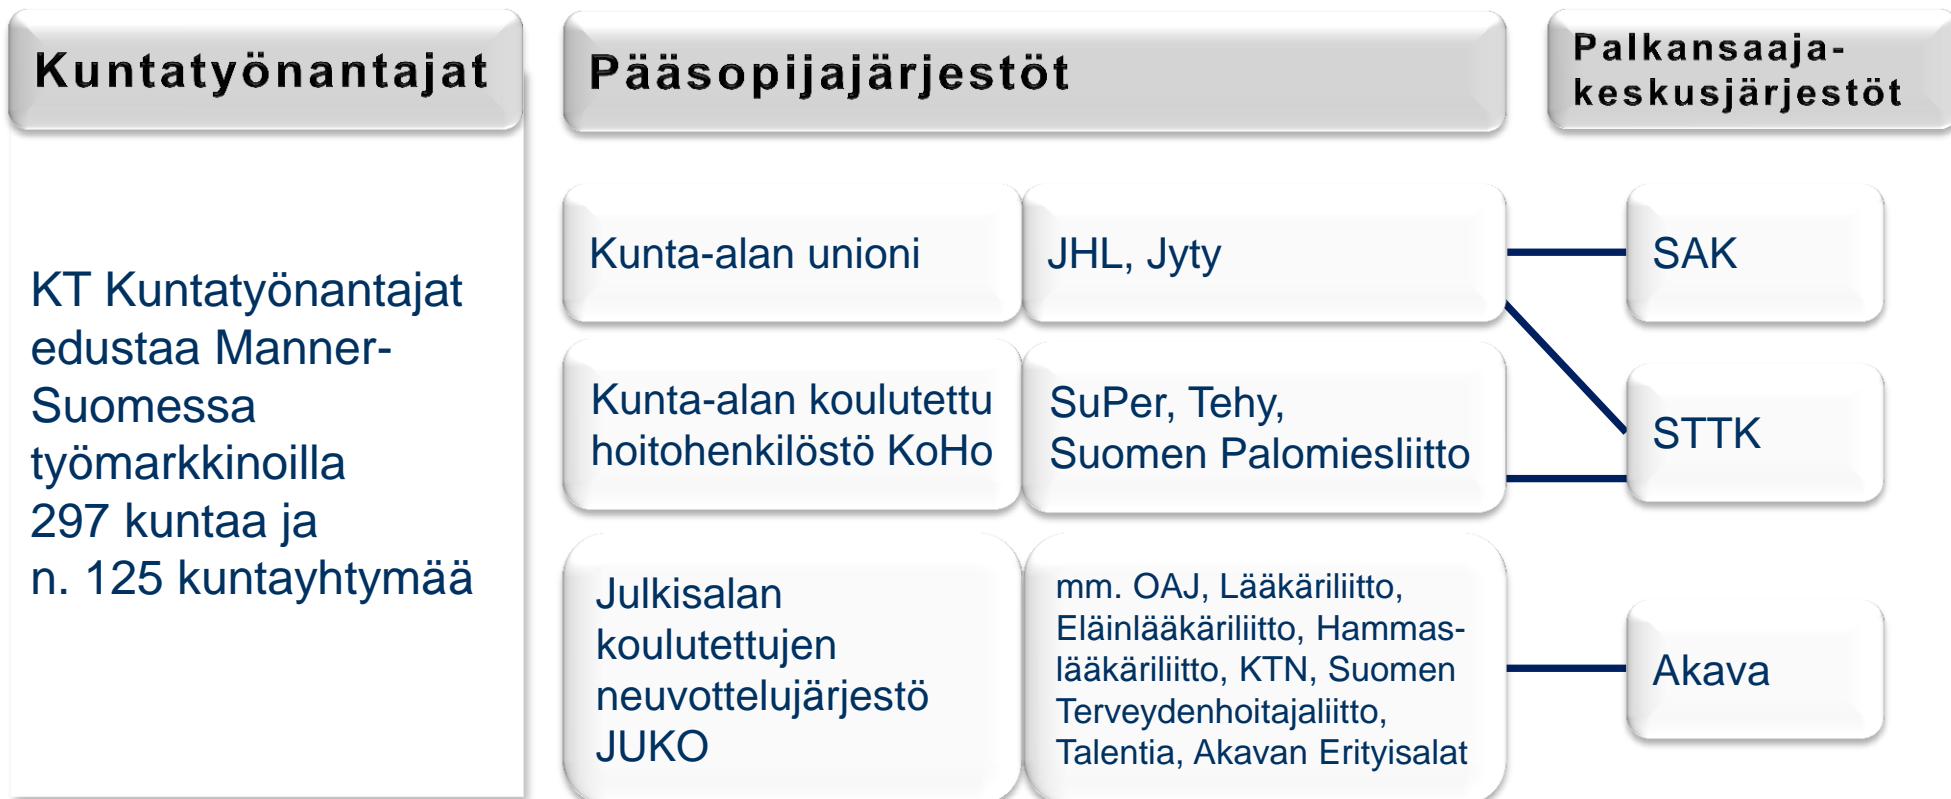 Kuntatyönantajat
KT Kuntatyönantajat
edustaa Manner-
Suomessa
työmarkkinoilla
297 kuntaa ja
n. 125 kuntayhtymää
Pääsopijajärjestöt
Kunta-alan unioni
JHL, Jyty
Kunta-alan koulutettu
hoitohenkilöstö KoHo
SuPer, Tehy,
Suomen Palomiesliitto
Julkisalan
koulutettujen
neuvottelujärjestö
JUKO
mm. OAJ, Lääkäriliitto,
Eläinlääkäriliitto, Hammas-
lääkäriliitto, KTN, Suomen
Terveydenhoitajaliitto,
Talentia, Akavan Erityisalat
Palkansaaja-
keskusjärjestöt
SAK
STTK
Akava